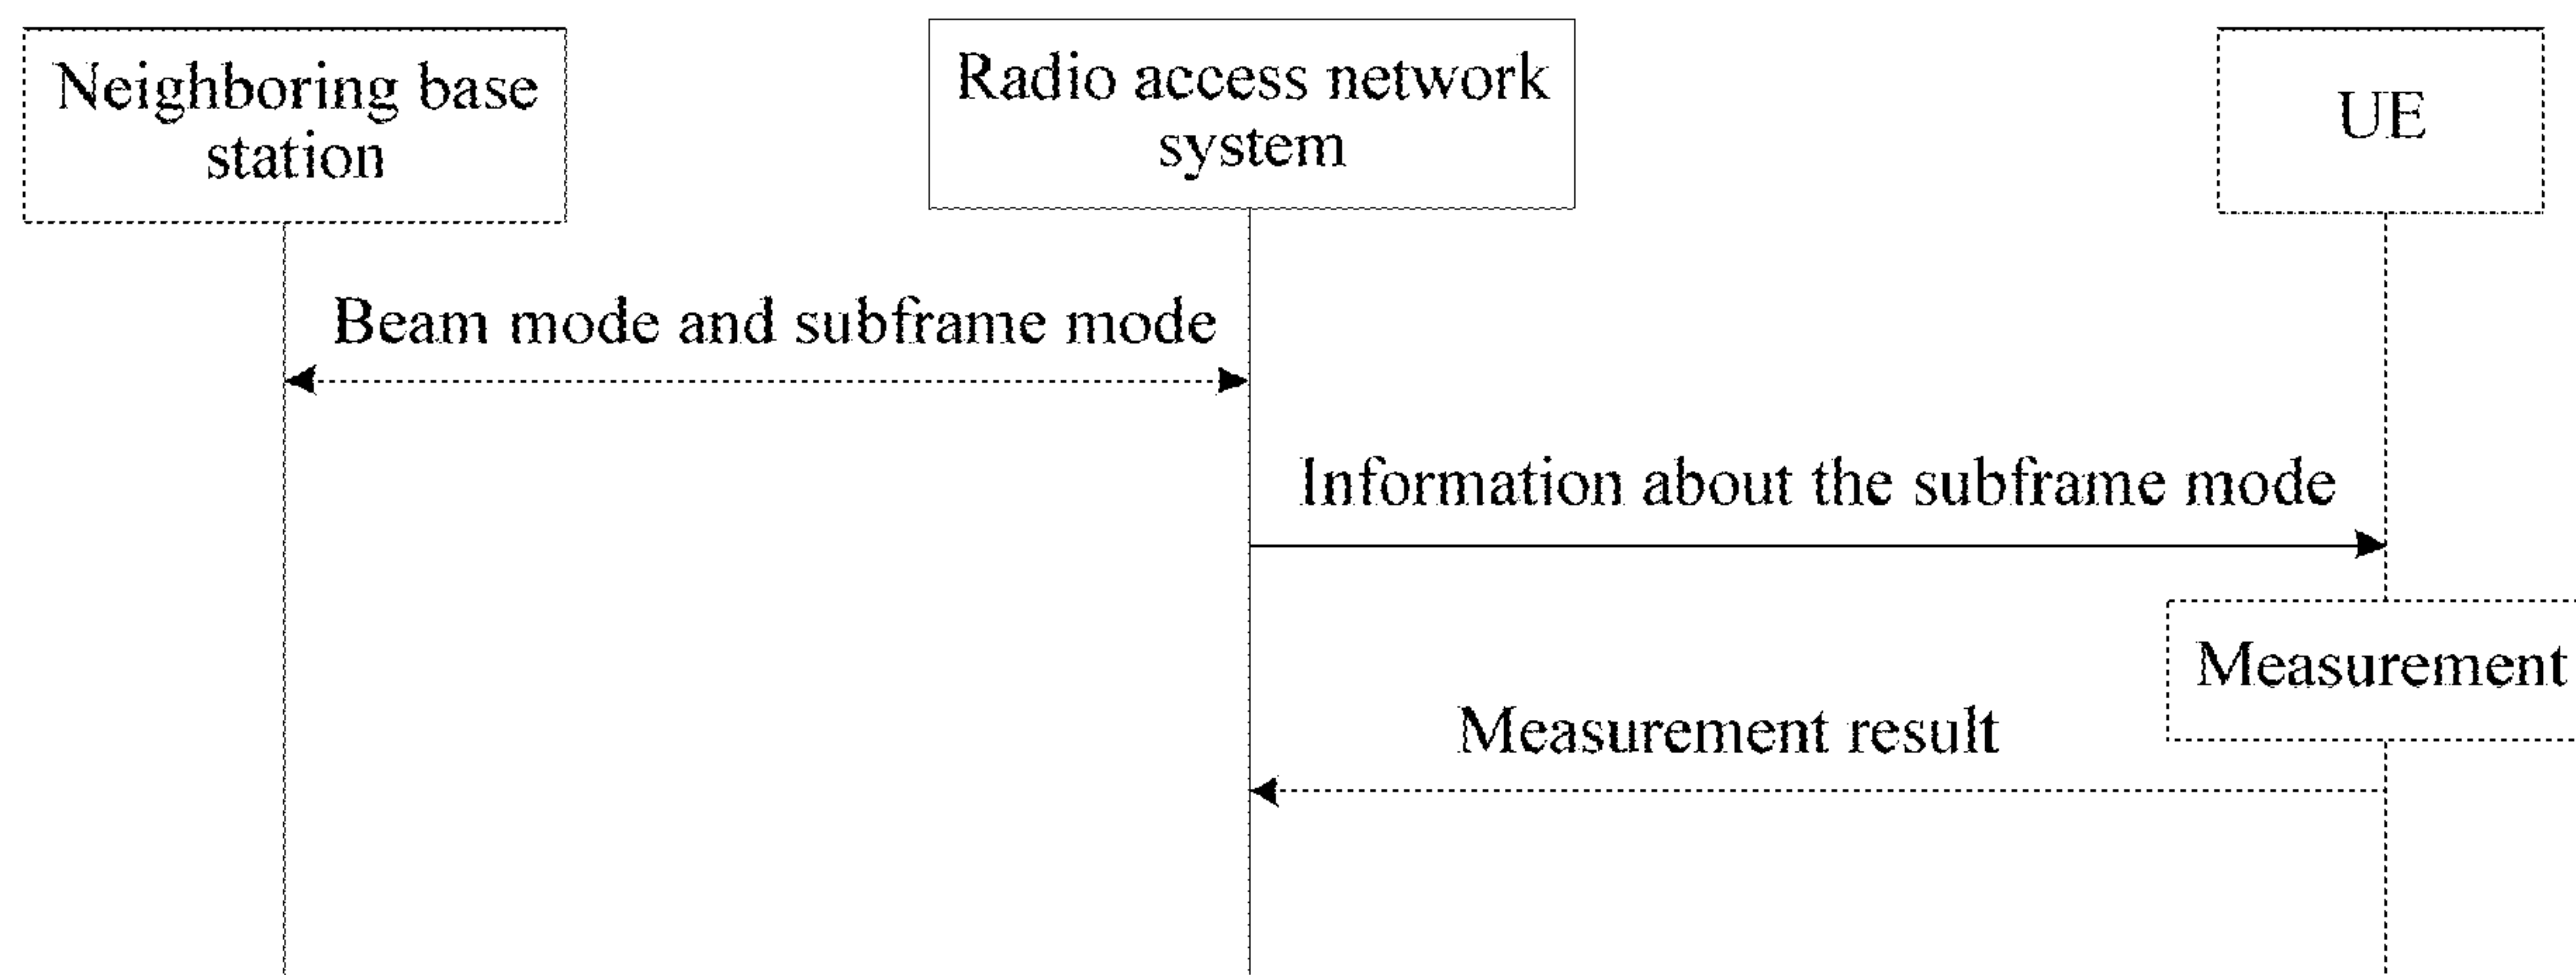 Neighboring base
station
Radio access network
system
UE
Beam mode and subframe mode
Information about the subframe mode
Measurement
Measurement result